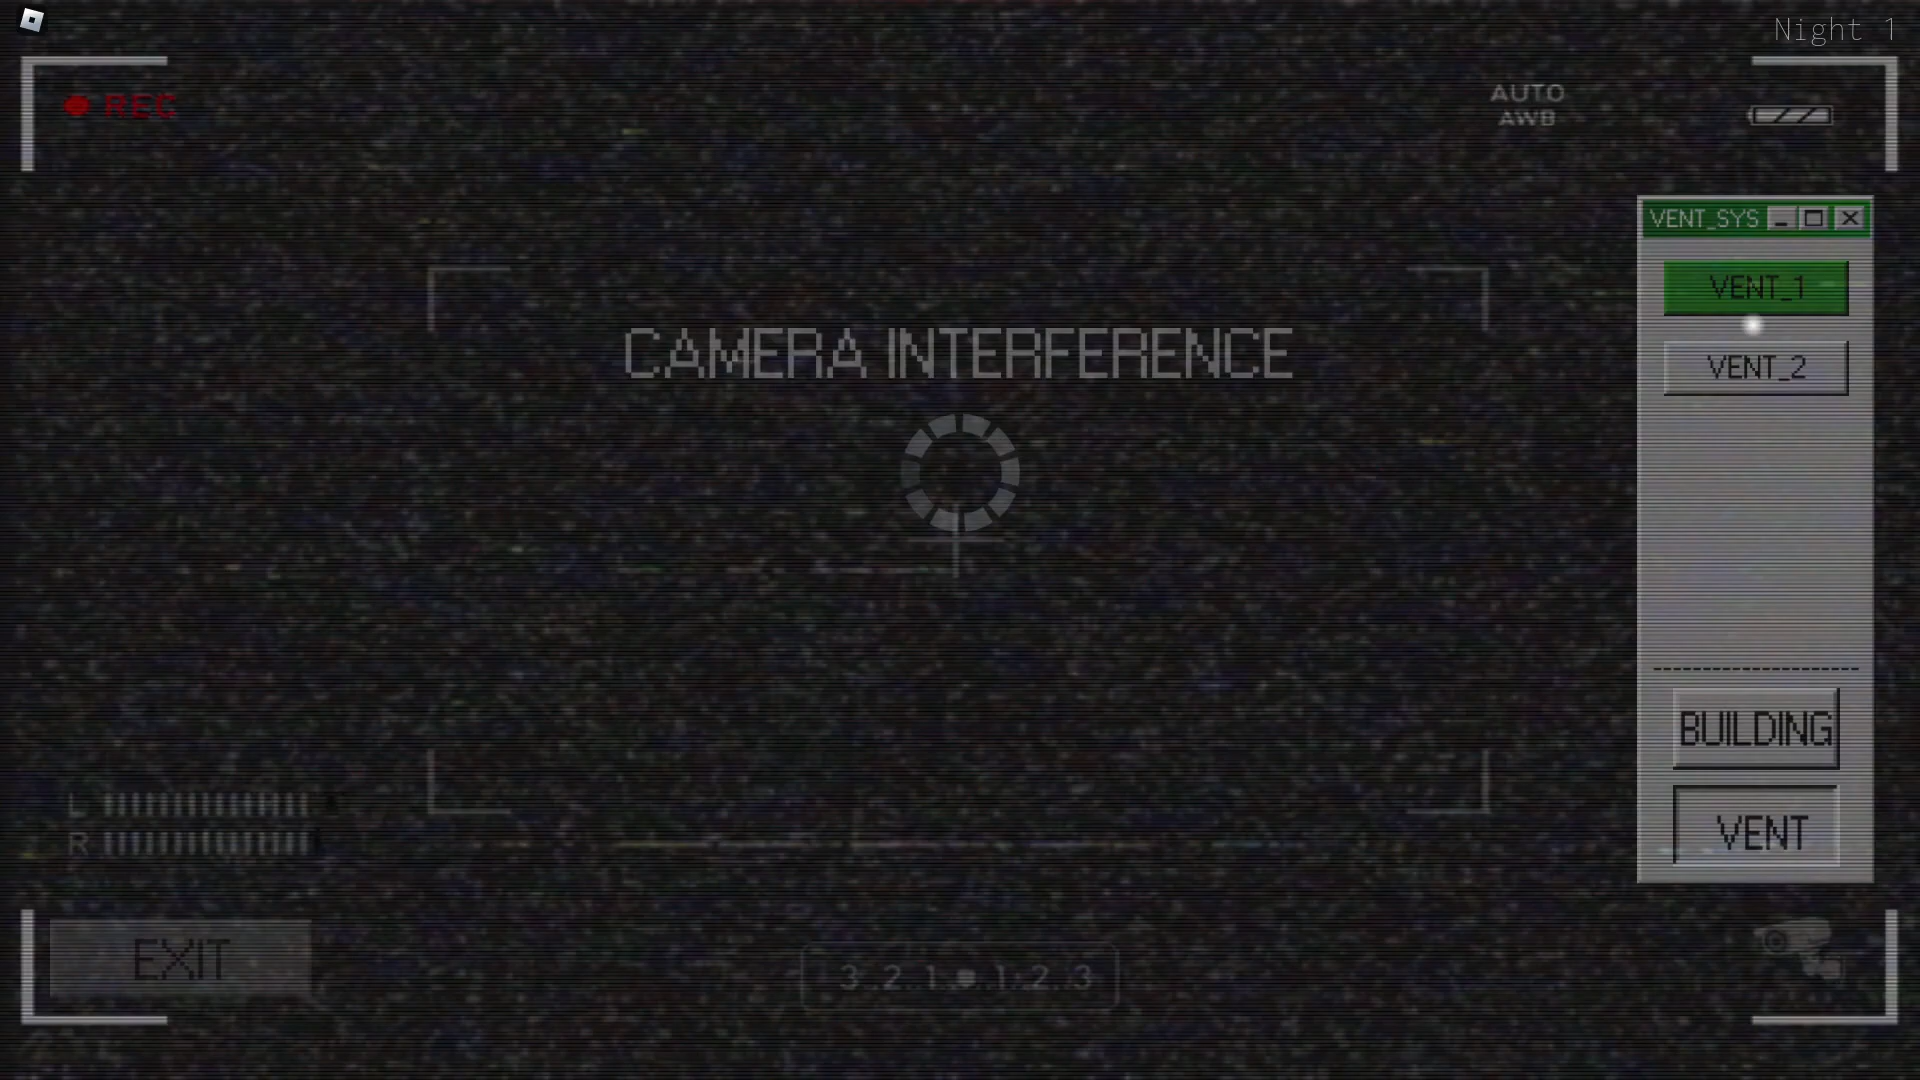 Night 1
REC
AUTO
AWB
VENT_SYS
VENT_1
CAMERA INTERFERENCE
VENT_2
BUILDING
L
R
VENT
EXIT
3..2..1..●..1..2..3